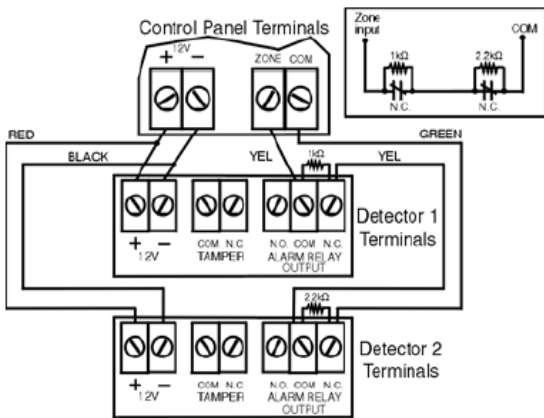 Control Panel Terminals
+ 12V −
ZONE COM
Zone input
COM
1kΩ
2.2kΩ
N.C.
N.C.
RED
BLACK
YEL
1kΩ
YEL
GREEN
Detector 1 Terminals
+ − 
12V
COM N.C
TAMPER
N.O. COM N.C.
ALARM RELAY OUTPUT
2.2kΩ
Detector 2 Terminals
+ −
12V
COM N.C.
TAMPER
N.O. COM N.C.
ALARM RELAY OUTPUT